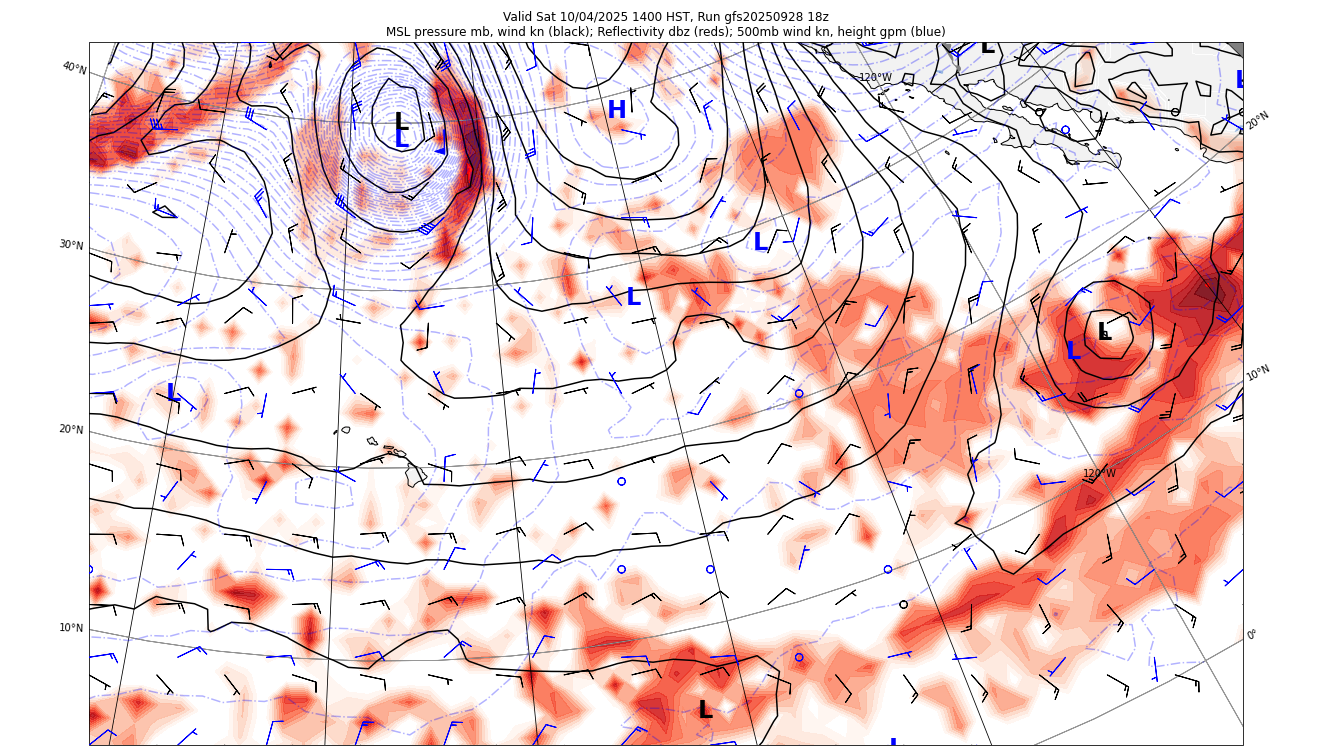 Valid Sat 10/04/2025 1400 HST, Run gfs20250928 18z
MSL pressure mb, wind kn (black); Reflectivity dbz (reds); 500mb wind kn, height gpm (blue)
L
40°N
120°W
L
H
L
L
20°N
30°N
L
L
L
L
10°N
L
20°N
120°W
10°N
0°
L
L